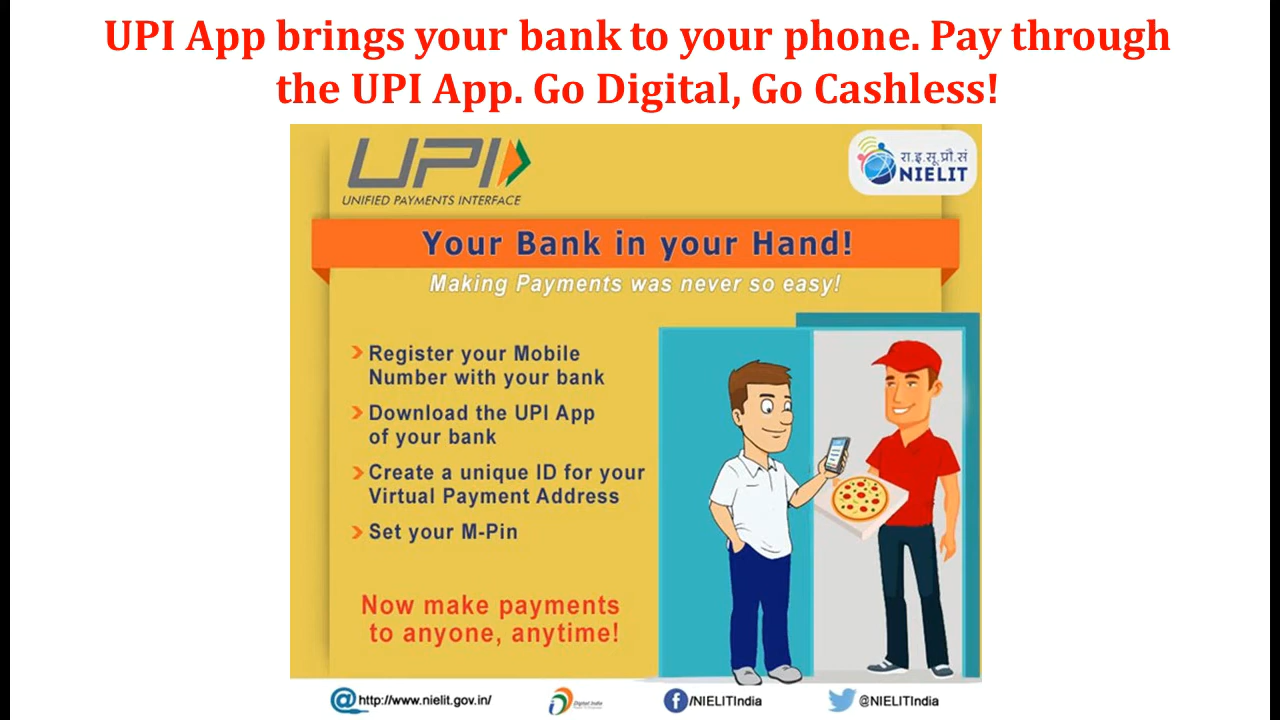 UPI App brings your bank to your phone. Pay through
the UPI App. Go Digital, Go Cashless!
UPI
UNIFIED PAYMENTS INTERFACE
रा.इ.सू.प्रौ.सं
NIELIT
Your Bank in your Hand!
Making Payments was never so easy!
Register your Mobile
Number with your bank
Download the UPI App
of your bank
Create a unique ID for your
Virtual Payment Address
Set your M-Pin
Now make payments
to anyone, anytime!
http://www.nielit.gov.in/
Digital India
/NIELITIndia
@NIELITIndia